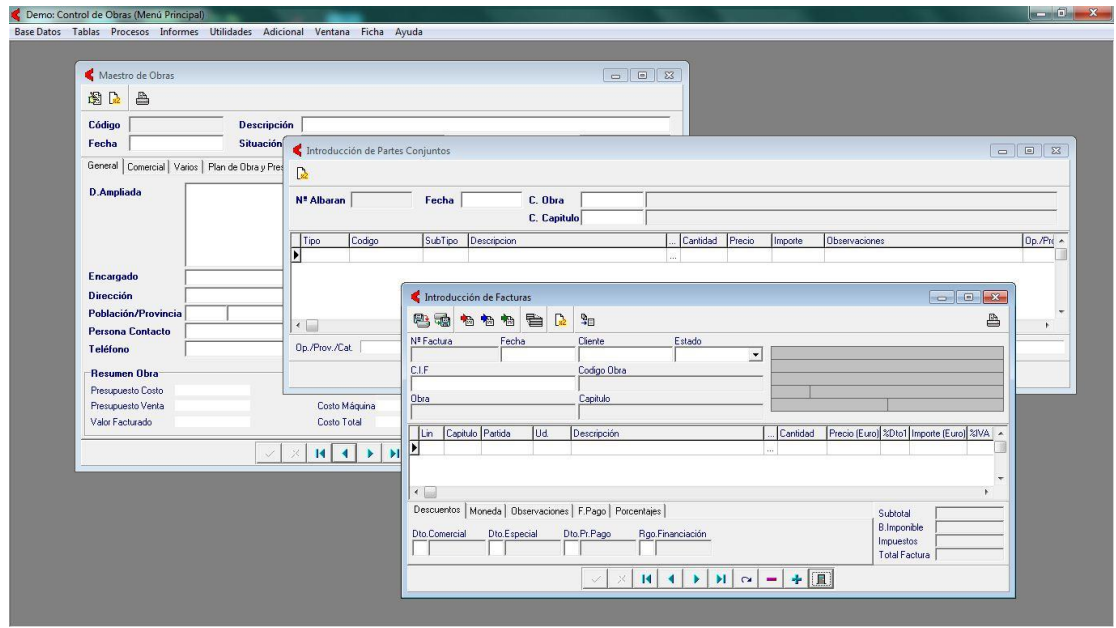 Demo: Control de Obras (Menú Principal)
Base Datos Tablas Procesos Informes Utilidades Adicional Ventana Ficha Ayuda
Maestro de Obras
Código Descripción
Fecha Situación
General Comercial Varios Plan de Obra y Pres
D.Ampliada
Encargado
Dirección
Población/Provincia
Persona Contacto
Teléfono
Resumen Obra
Presupuesto Costo
Presupuesto Venta Costo Máquina
Valor Facturado Costo Total
Introducción de Partes Conjuntos
Nº Albaran Fecha C. Obra
C. Capitulo
Tipo Codigo SubTipo Descripcion ... Cantidad Precio Importe Observaciones Op./Pr
...
Op./Prov./Cat.
Introducción de Facturas
Nº Factura Fecha Cliente Estado
C.I.F Codigo Obra
Obra Capitulo
Lin Capitulo Partida Ud. Descripción ... Cantidad Precio (Euro) %Dto1 Importe (Euro) %IVA
...
Descuentos Moneda Observaciones F.Pago Porcentajes
Dto.Comercial Dto.Especial Dto.Pr.Pago Rgo.Financiación
Subtotal
B.Imponible
Impuestos
Total Factura